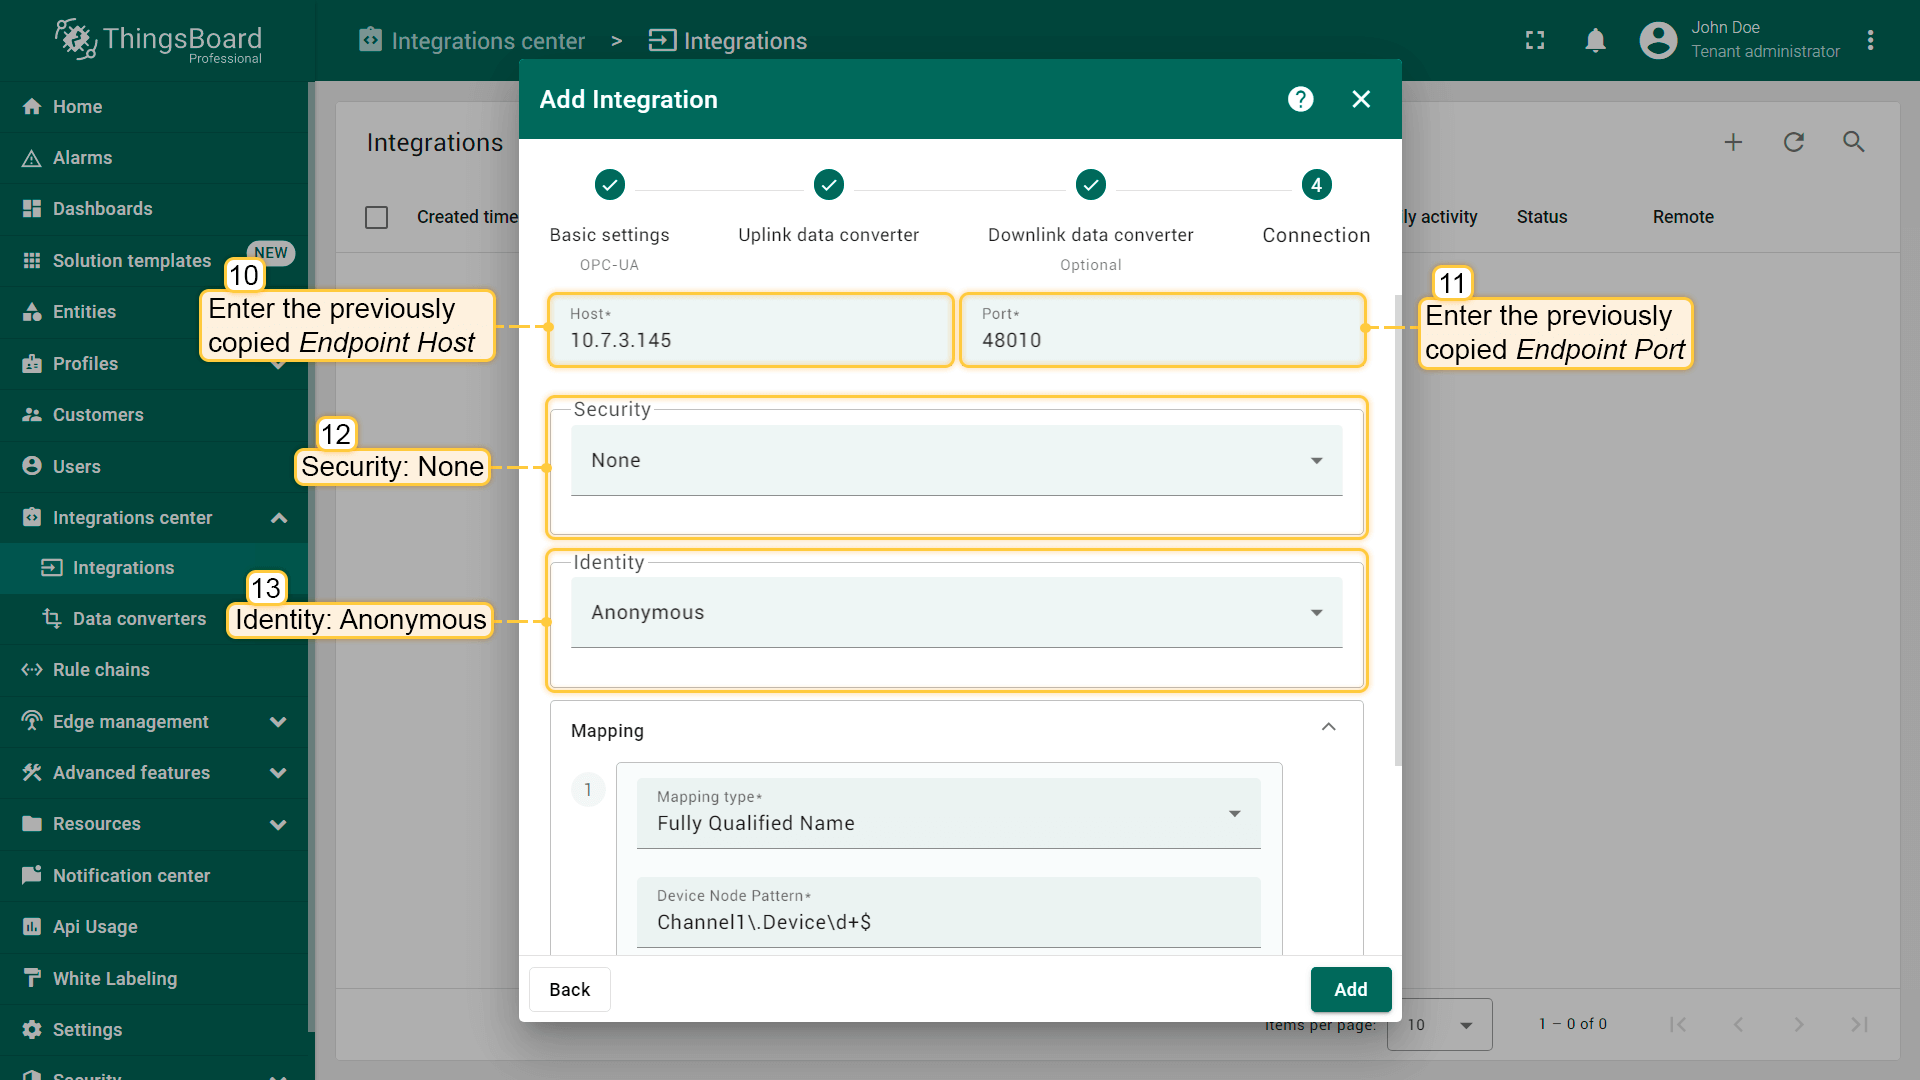 ThingsBoard
Professional
Integrations center > Integrations
John Doe
Tenant administrator
Home
Alarms
Dashboards
Solution templates
NEW
Entities
Profiles
Customers
Users
Integrations center
Integrations
Data converters
Rule chains
Edge management
Advanced features
Resources
Notification center
Api Usage
White Labeling
Settings
Security
Integrations
Created time
ly activity
Status
Remote
Add Integration
?
4
Basic settings
OPC-UA
Uplink data converter
Downlink data converter
Optional
Connection
10
Enter the previously
copied Endpoint Host
Host*
10.7.3.145
Port*
48010
11
Enter the previously
copied Endpoint Port
12
Security: None
Security
None
13
Identity: Anonymous
Identity
Anonymous
Mapping
1
Mapping type*
Fully Qualified Name
Device Node Pattern*
Channel1\.Device\d+$
Back
Add
Items per page:
10
1 – 0 of 0